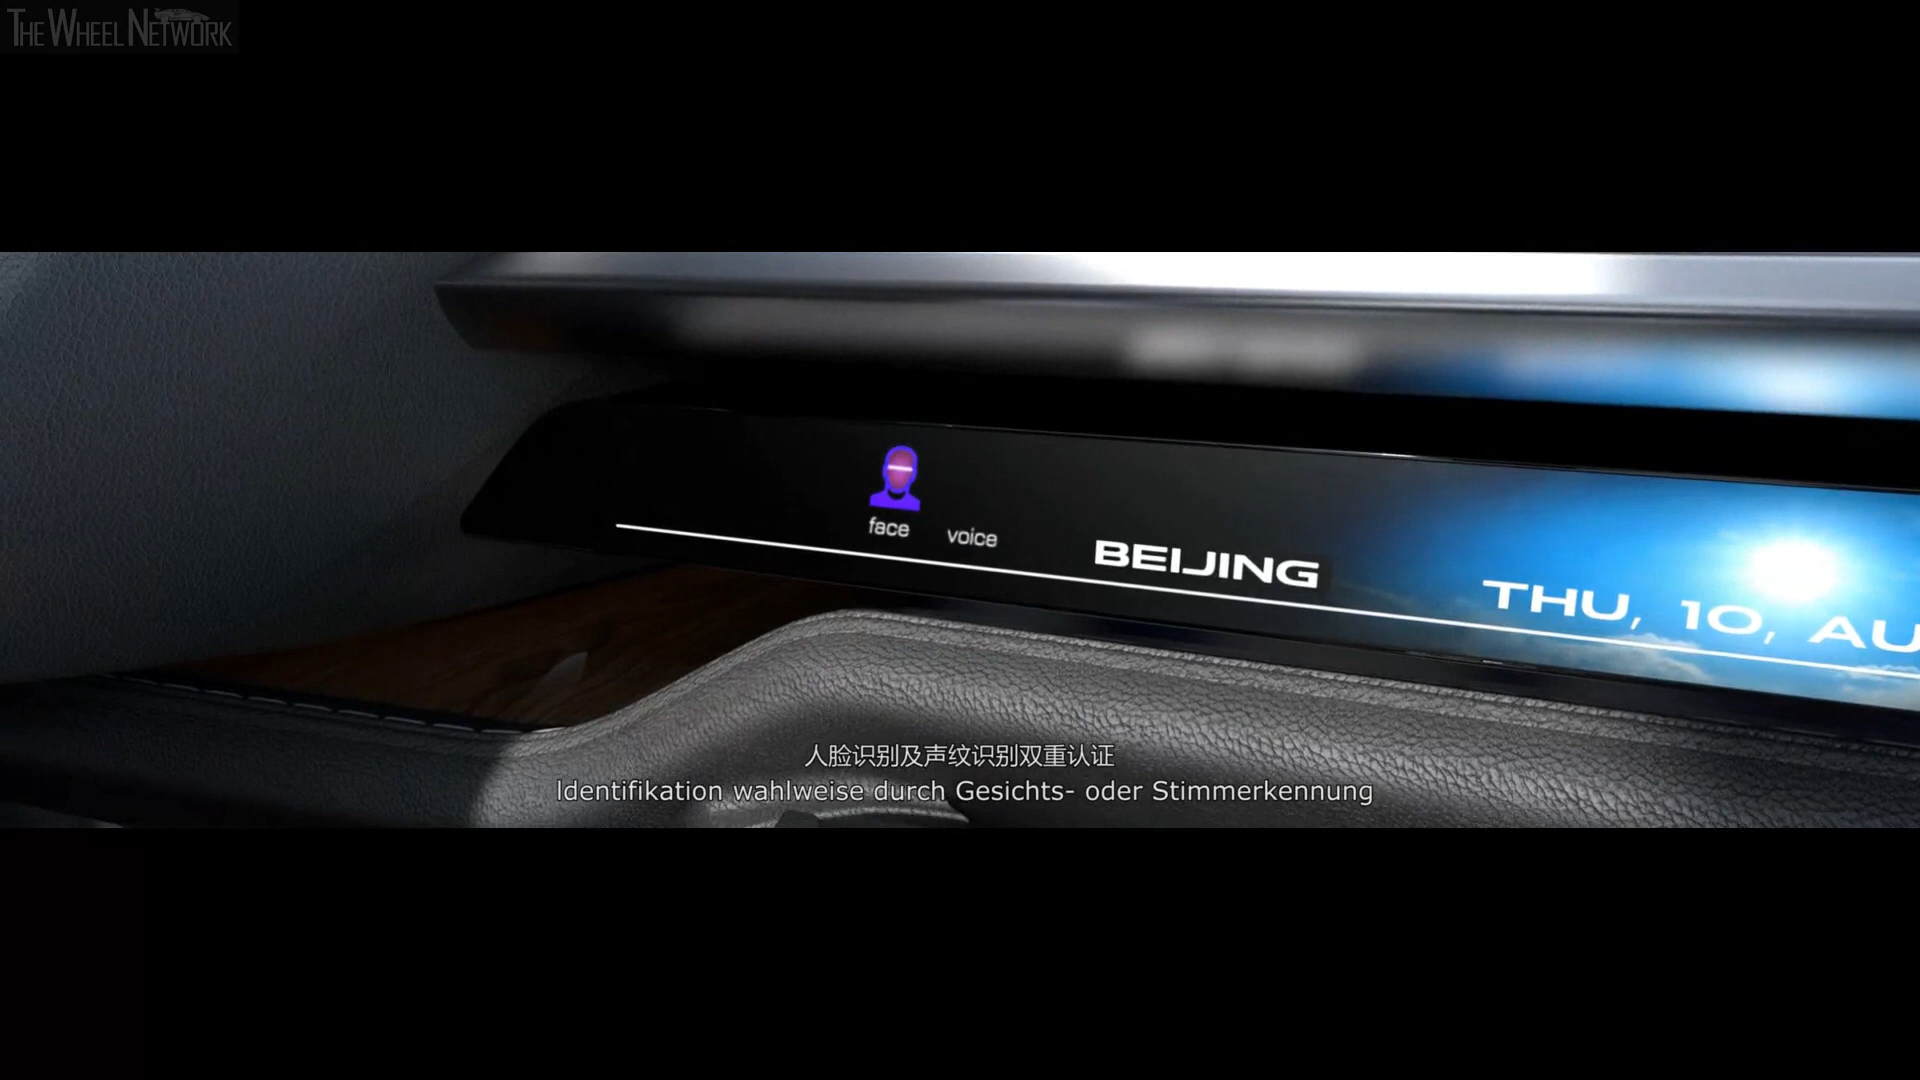 THE WHEEL NETWORK
face
voice
BEIJING
THU, 10, AU
人脸识别及声纹识别双重认证
Identifikation wahlweise durch Gesichts- oder Stimmerkennung